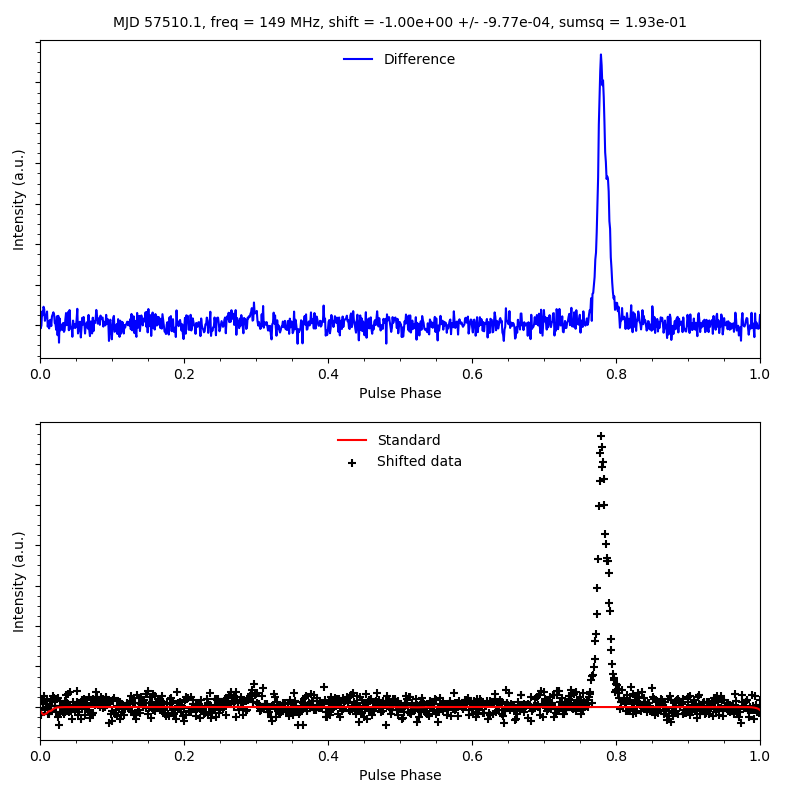 MJD 57510.1, freq = 149 MHz, shift = -1.00e+00 +/- -9.77e-04, sumsq = 1.93e-01
Difference
Intensity (a.u.)
0.0 0.2 0.4 0.6 0.8 1.0
Pulse Phase
Standard
Shifted data
Intensity (a.u.)
0.0 0.2 0.4 0.6 0.8 1.0
Pulse Phase